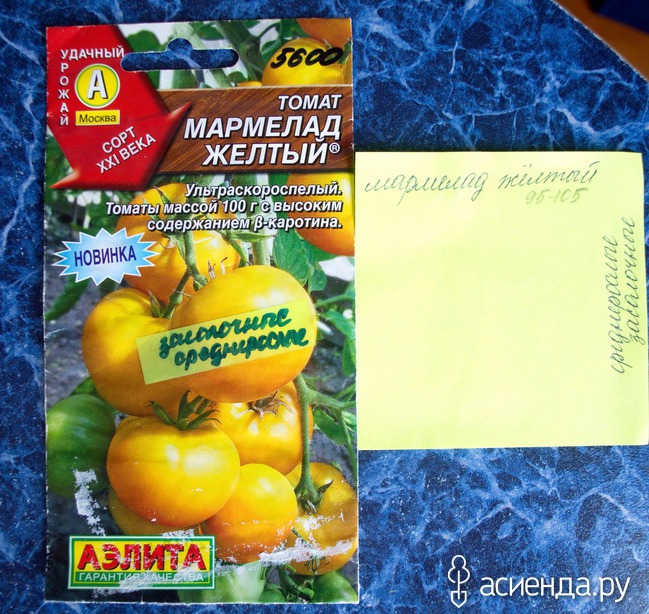 УДАЧНЫЙ
УРОЖАЙ
А
Москва
СОРТ
XXI ВЕКА
5600
ТОМАТ
МАРМЕЛАД
ЖЕЛТЫЙ®
Ультраскороспелый.
Томаты массой 100 г с высоким
содержанием β-каротина.
НОВИНКА
засолочные
среднерослые
АЭЛИТА
ГАРАНТИЯ КАЧЕСТВА
мармелад жёлтый
95-105
среднерослые
засолочные
асиенда.ру